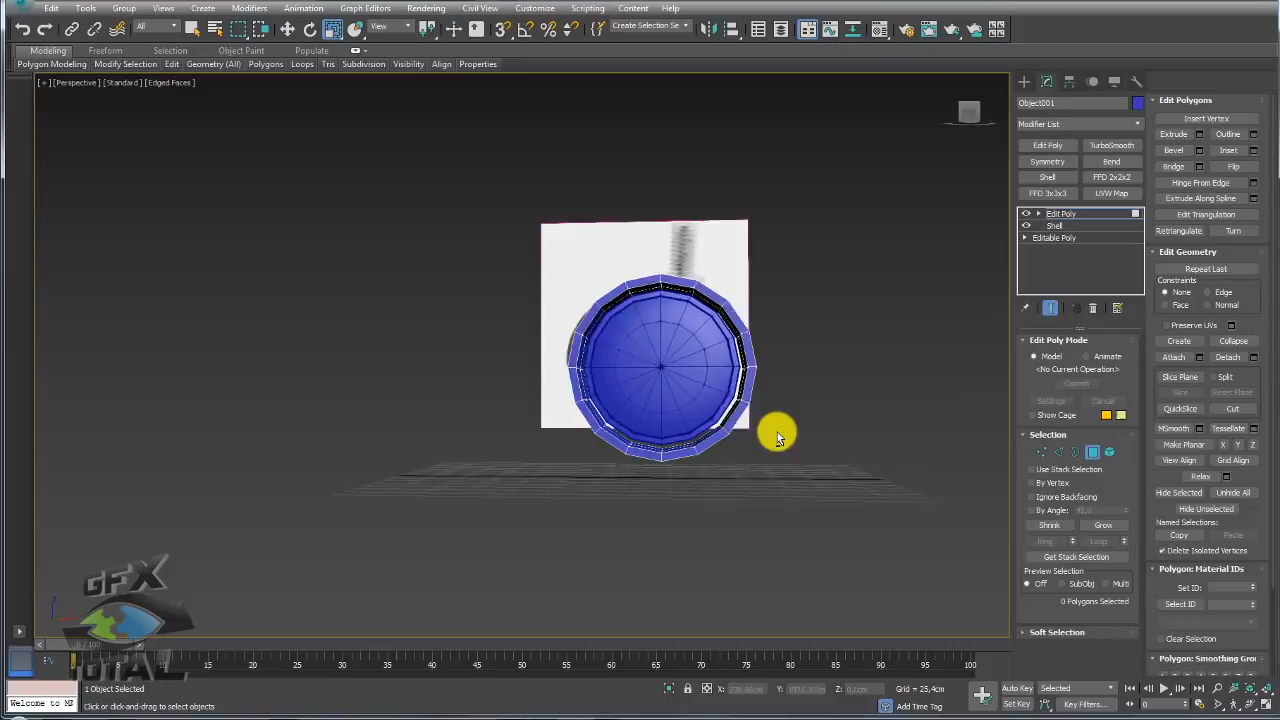 Edit Tools Group Views Create Modifiers Animation Graph Editors Rendering Civil View Customize Scripting Content Help
All View Create Selection Se
Modeling Freeform Selection Object Paint Populate
Polygon Modeling Modify Selection Edit Geometry (All) Polygons Loops Tris Subdivision Visibility Align Properties
[+] [Perspective] [Standard] [Edged Faces]
Object001
Modifier List
Edit Poly TurboSmooth
Symmetry Bend
Shell FFD 2x2x2
FFD 3x3x3 UVW Map
Edit Poly
Shell
Editable Poly
Edit Poly Mode
Model Animate
<No Current Operation>
Commit
Settings Cancel
Show Cage
Selection
Use Stack Selection
By Vertex
Ignore Backfacing
By Angle: 45,0
Shrink Grow
Ring Loop
Get Stack Selection
Preview Selection
Off SubObj Multi
0 Polygons Selected
Soft Selection
Edit Polygons
Insert Vertex
Extrude Outline
Bevel Inset
Bridge Flip
Hinge From Edge
Extrude Along Spline
Edit Triangulation
Retriangulate Turn
Edit Geometry
Repeat Last
Constraints
None Edge
Face Normal
Preserve UVs
Create Collapse
Attach Detach
Slice Plane Split
Slice Reset Plane
QuickSlice Cut
MSmooth Tessellate
Make Planar X Y Z
View Align Grid Align
Relax
Hide Selected Unhide All
Hide Unselected
Named Selections:
Copy Paste
Delete Isolated Vertices
Polygon: Material IDs
Set ID:
Select ID
Clear Selection
Polygon: Smoothing Gro
GFX
TOTAL
0 / 100
5 10 15 20 25 30 35 40 45 50 55 60 65 70 75 80 85 90 95 100
1 Object Selected
Click or click-and-drag to select objects
Welcome to M
X: Y: Z: 0,0cm Grid = 25,4cm
Add Time Tag
Auto Key Selected
Set Key Key Filters...
0